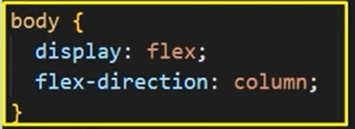 body {
  display: flex;
  flex-direction: column;
}